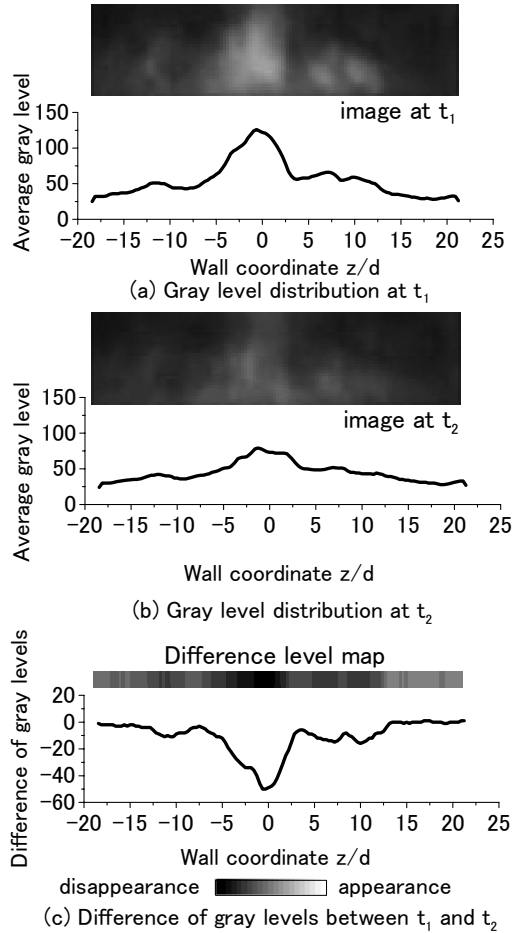 image at t1
Average gray level
150
100
50
0
-20 -15 -10 -5 0 5 10 15 20 25
Wall coordinate z/d
(a) Gray level distribution at t1
image at t2
Average gray level
150
100
50
0
-20 -15 -10 -5 0 5 10 15 20 25
Wall coordinate z/d
(b) Gray level distribution at t2
Difference level map
Difference of gray levels
20
0
-20
-40
-60
-20 -15 -10 -5 0 5 10 15 20 25
Wall coordinate z/d
disappearance appearance
(c) Difference of gray levels between t1 and t2